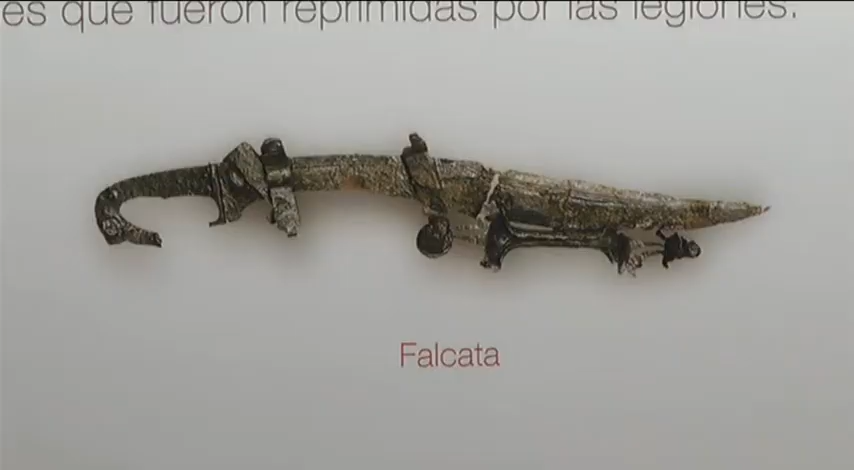 es que fueron reprimidas por las legiones.
Falcata